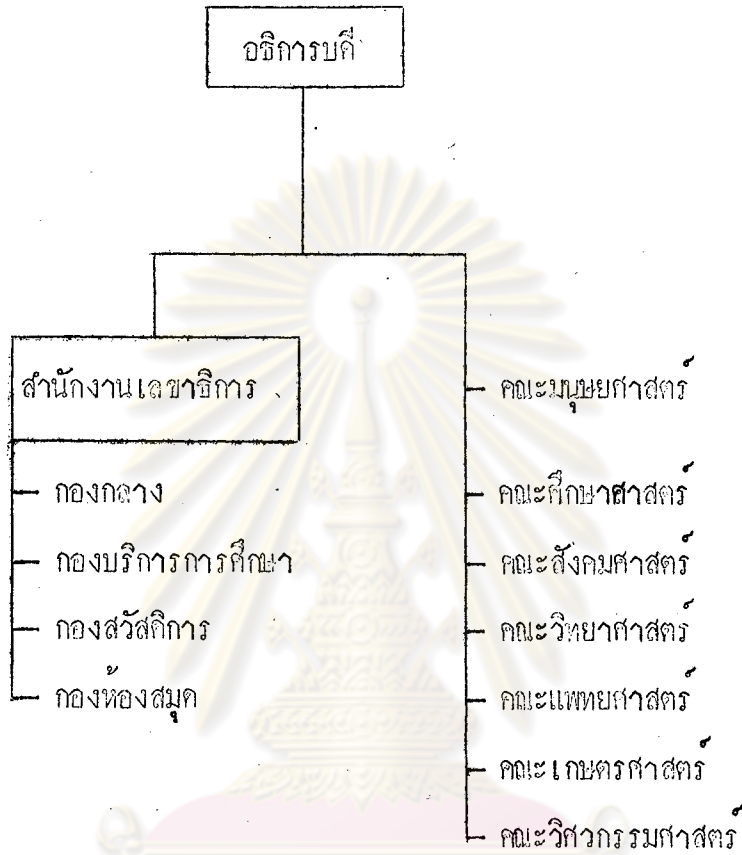 อธิการบดี
สำนักงานเลขาธิการ
กองกลาง
กองบริการการศึกษา
กองสวัสดิการ
กองห้องสมุด
คณะมนุษยศาสตร์
คณะศึกษาศาสตร์
คณะสังคมศาสตร์
คณะวิทยาศาสตร์
คณะแพทยศาสตร์
คณะเกษตรศาสตร์
คณะวิศวกรรมศาสตร์